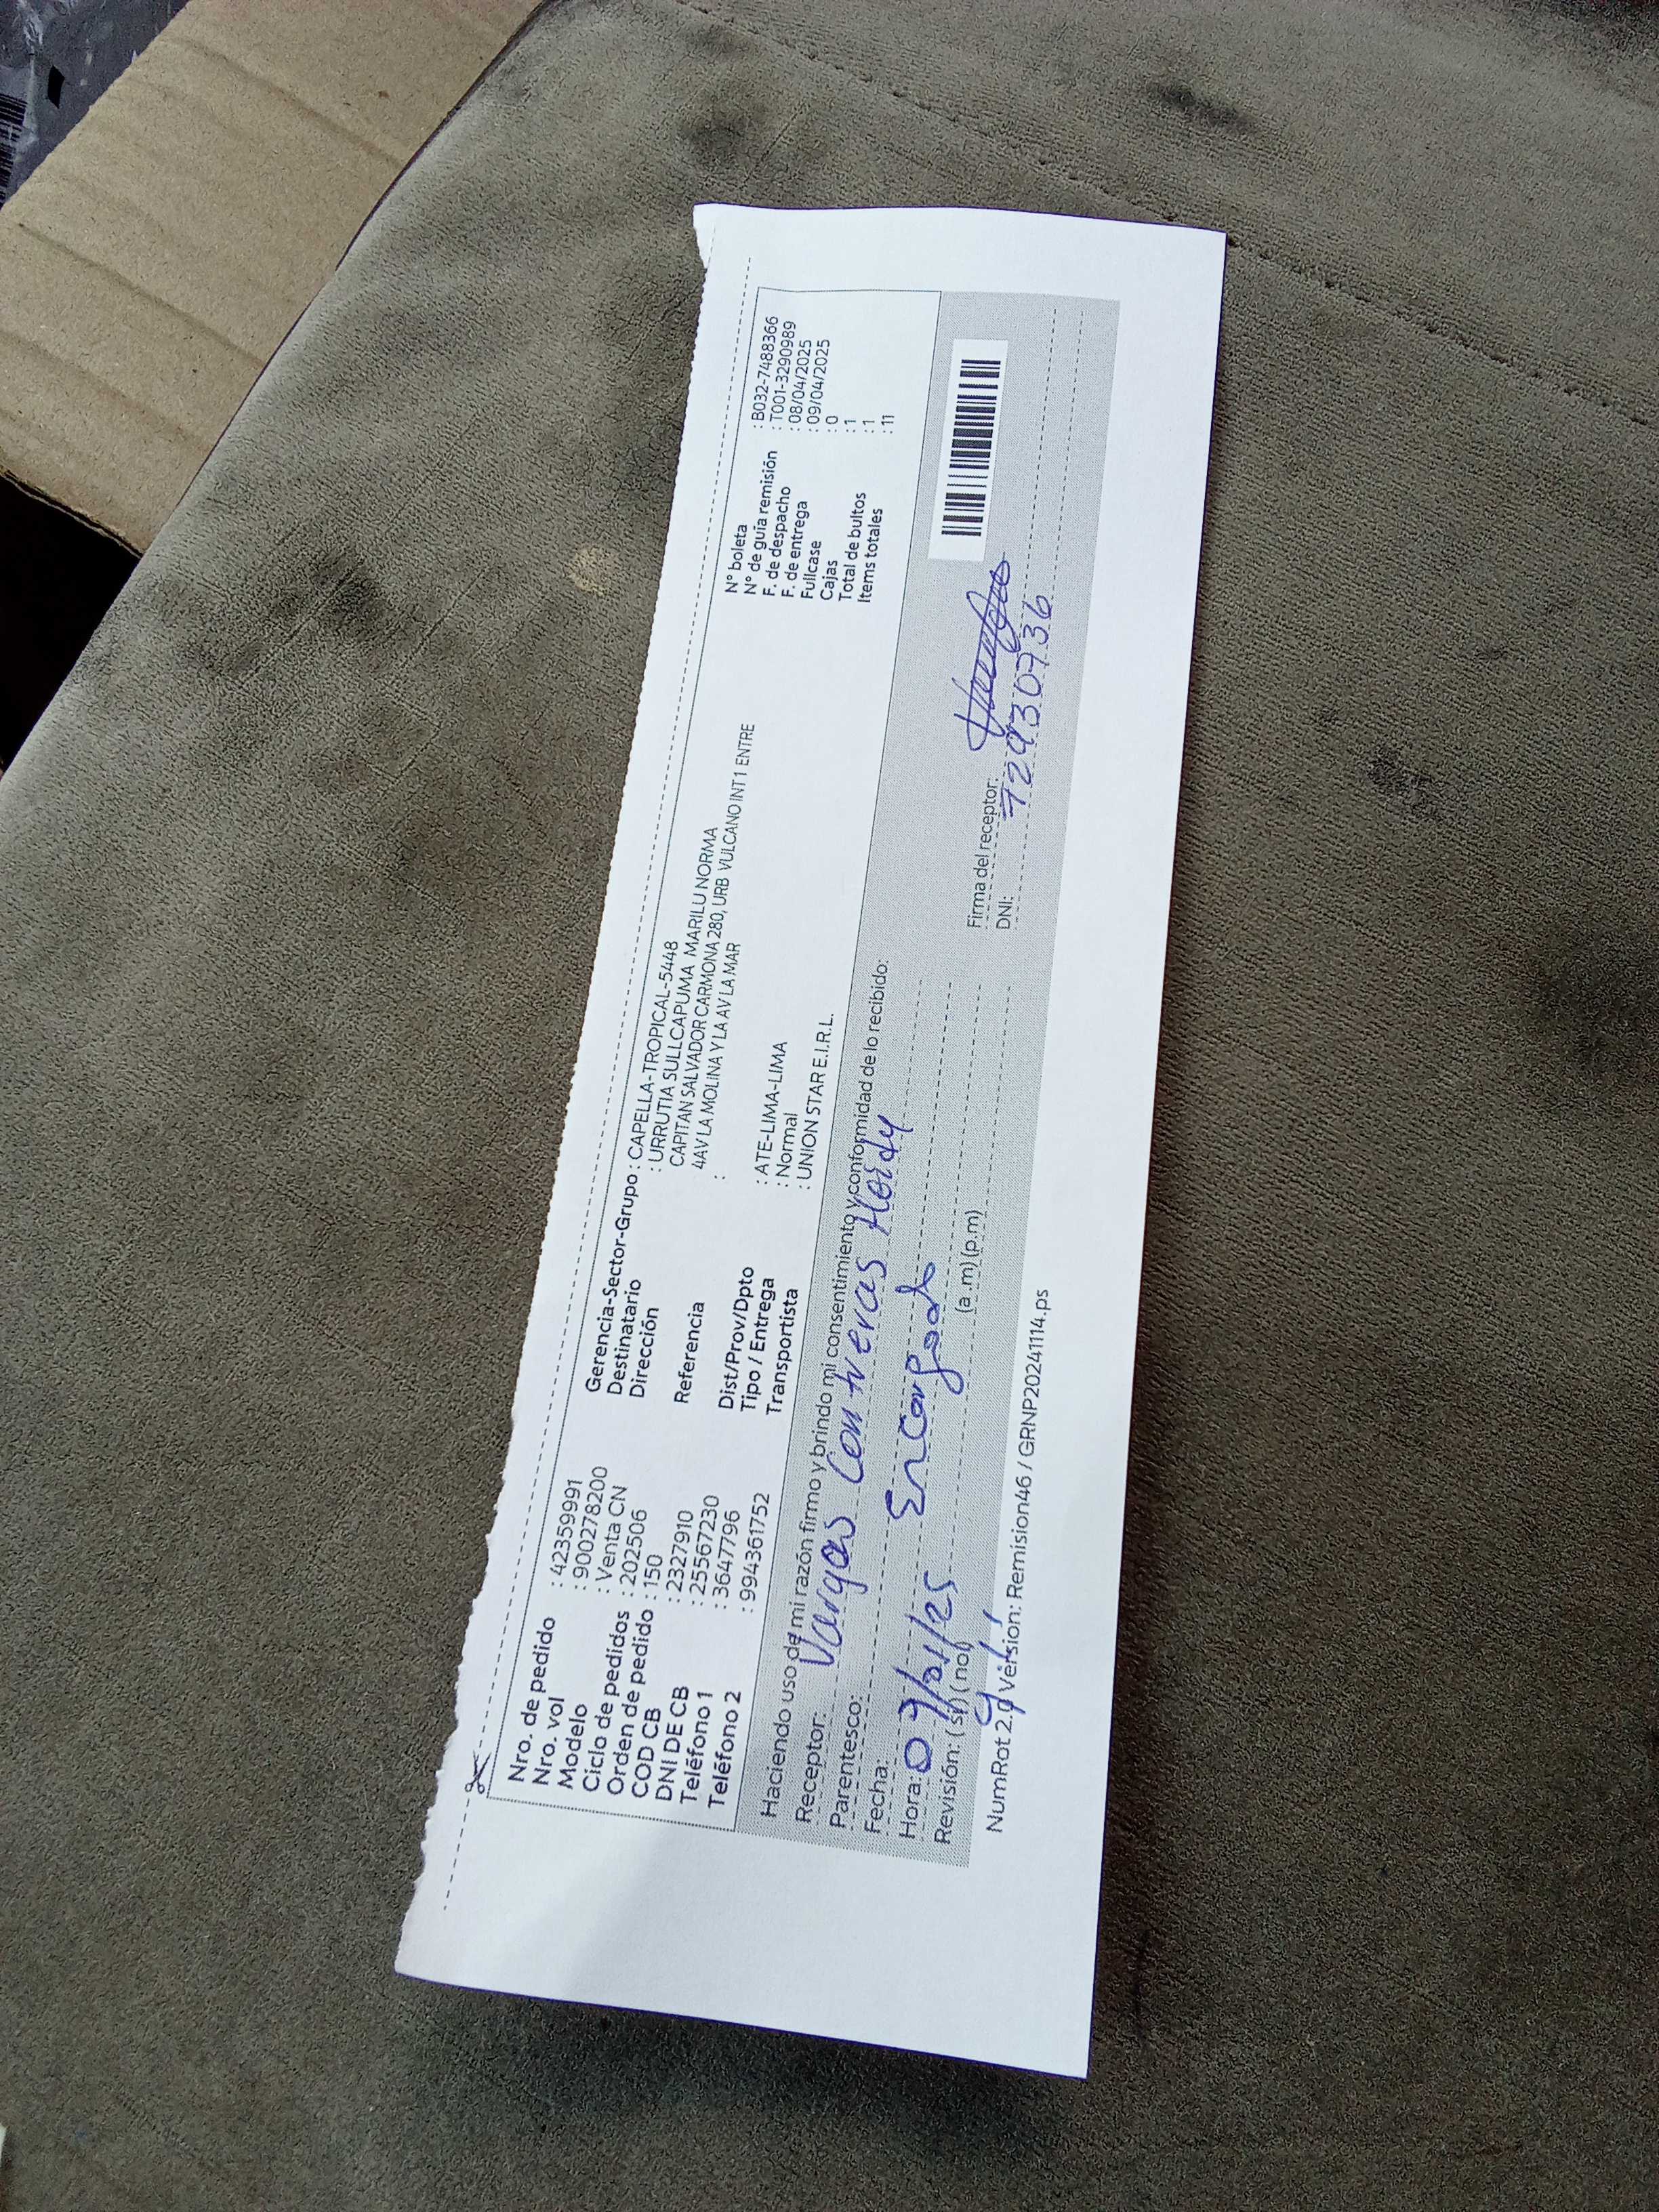 Nro. de pedido : 423599991
Nro. vol : 900278200
Modelo : Venta CN
Ciclo de pedidos : 202506
Orden de pedido : 150
COD CB : 2327910
DNI DE CB : 25567230
Teléfono 1 : 3647796
Teléfono 2 : 994361752
Gerencia-Sector-Grupo : CAPELLA-TROPICAL-5448
Destinatario : URRUTIA SULLCAPUMA MARILU NORMA
Dirección CAPITAN SALVADOR CARMONA 280, URB VULCANO INT 1 ENTRE
4AV LA MOLINA Y LA AV LA MAR
Referencia :
Dist/Prov/Dpto : ATE-LIMA-LIMA
Tipo / Entrega : Normal
Transportista : UNION STAR E.I.R.L.
N° boleta : B032-7488366
N° de guía remisión : T001-3290989
F. de despacho : 08/04/2025
F. de entrega : 09/04/2025
Fullcase : 0
Cajas : 1
Total de bultos : 1
Items totales : 11
Haciendo uso de mi razón firmo y brindo mi consentimiento y conformidad de lo recibido:
Receptor: Vargas Contreras Heidy
Parentesco: Encargado
Fecha:
Hora: (a.m) (p.m)
Revisión: (si) (no)
Firma del receptor:
DNI:
NumRot 2.0 Versión: Remision46 / GRNP20241114.ps